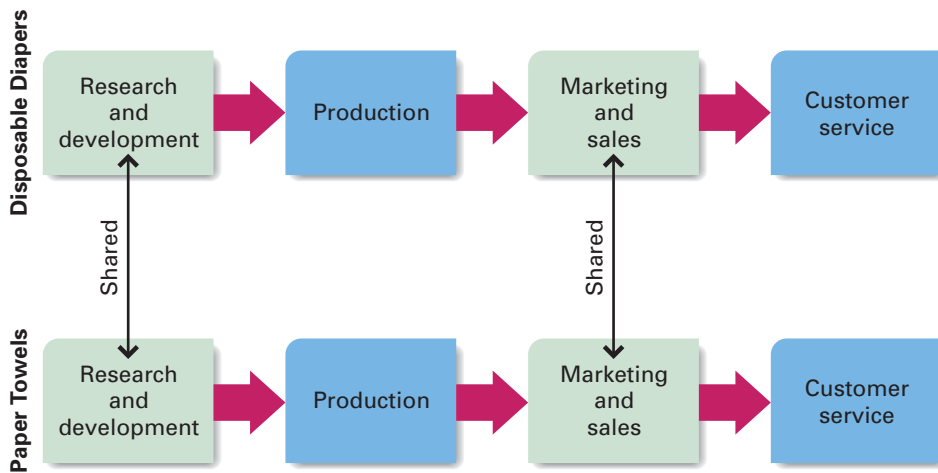 Disposable Diapers
Research
and
development
Production
Marketing
and
sales
Customer
service
Shared
Shared
Paper Towels
Research
and
development
Production
Marketing
and
sales
Customer
service